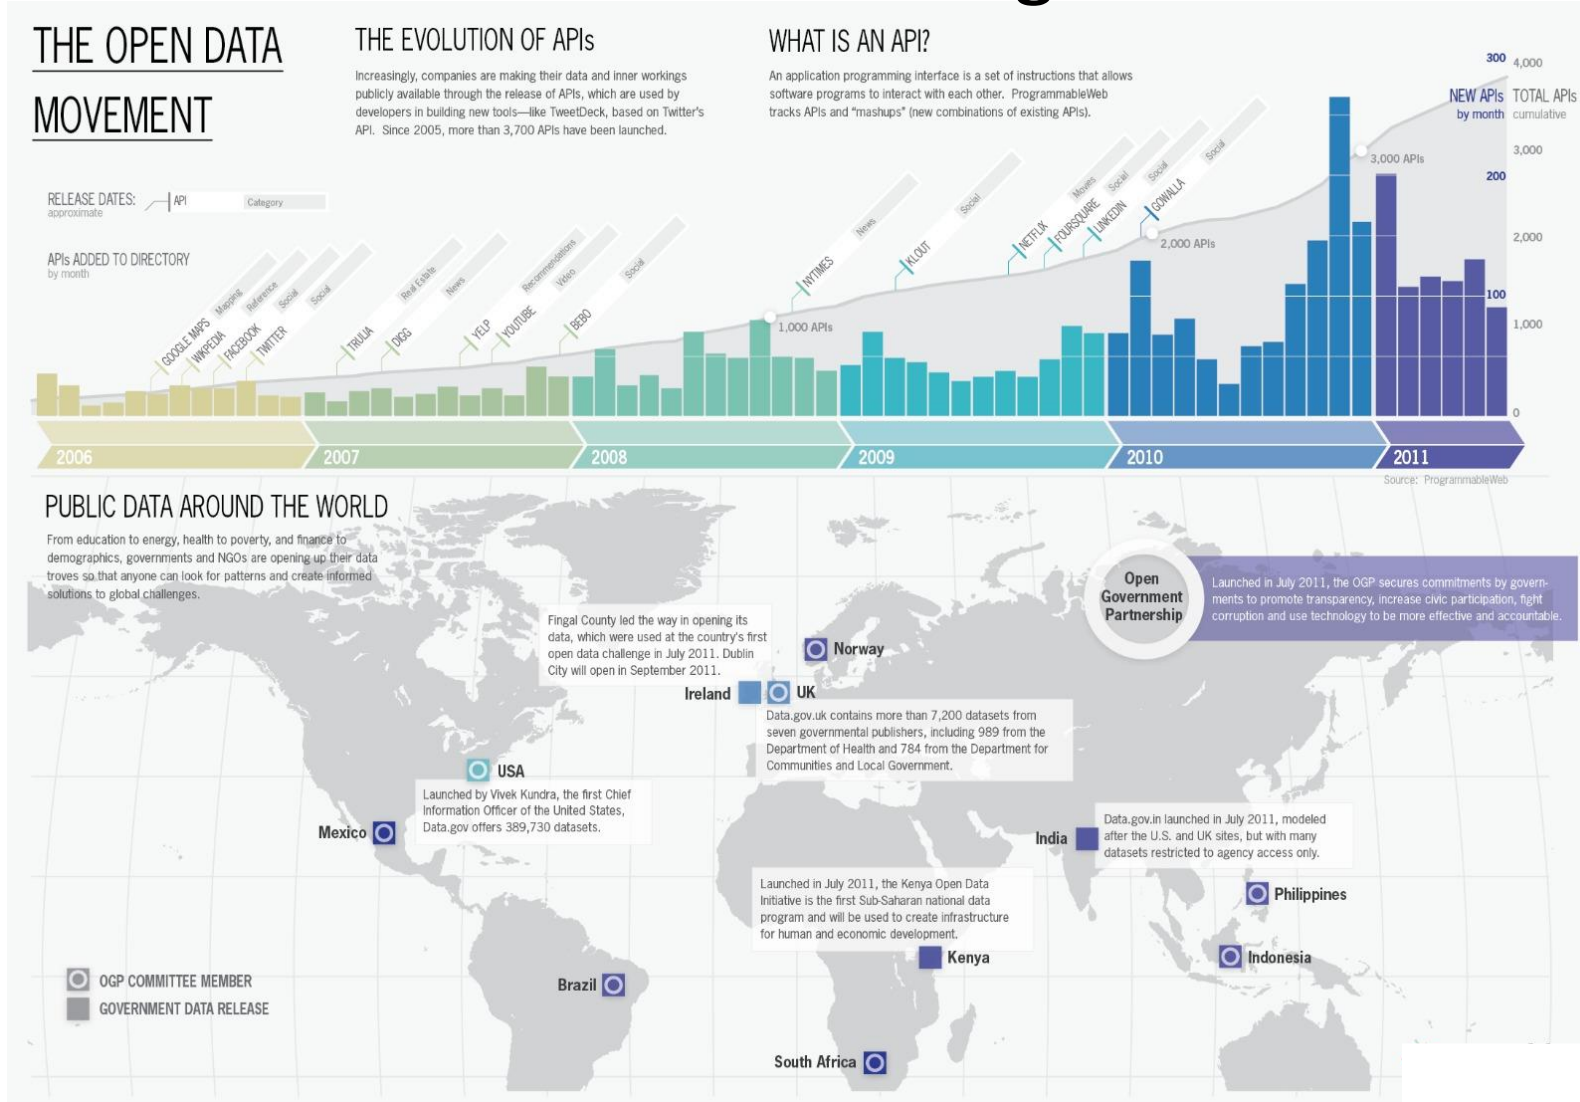 THE OPEN DATA
MOVEMENT
THE EVOLUTION OF APIs
Increasingly, companies are making their data and inner workings
publicly available through the release of APIs, which are used by
developers in building new tools—like TweetDeck, based on Twitter's
API. Since 2005, more than 3,700 APIs have been launched.
WHAT IS AN API?
An application programming interface is a set of instructions that allows
software programs to interact with each other. ProgrammableWeb
tracks APIs and "mashups" (new combinations of existing APIs).
300 4,000
NEW APIs TOTAL APIs
by month cumulative
3,000
200
2,000
100
1,000
0
RELEASE DATES:
approximate
API Category
APIs ADDED TO DIRECTORY
by month
GOOGLE MAPS Mapping
WIKPEDIA Reference
FACEBOOK Social
TWITTER Social
TRULIA Real Estate
DIGG News
YELP Recommendations
YOUTUBE Video
BEBO Social
NYTIMES News
KLOUT Social
NETFLIX Movies
FOURSQUARE Social
LINKEDIN Social
GOWALLA Social
1,000 APIs
2,000 APIs
3,000 APIs
2006 2007 2008 2009 2010 2011
Source: ProgrammableWeb
PUBLIC DATA AROUND THE WORLD
From education to energy, health to poverty, and finance to
demographics, governments and NGOs are opening up their data
troves so that anyone can look for patterns and create informed
solutions to global challenges.
Open
Government
Partnership
Launched in July 2011, the OGP secures commitments by govern-
ments to promote transparency, increase civic participation, fight
corruption and use technology to be more effective and accountable.
Fingal County led the way in opening its
data, which were used at the country's first
open data challenge in July 2011. Dublin
City will open in September 2011.
Norway
Ireland
UK
Data.gov.uk contains more than 7,200 datasets from
seven governmental publishers, including 989 from the
Department of Health and 784 from the Department for
Communities and Local Government.
USA
Launched by Vivek Kundra, the first Chief
Information Officer of the United States,
Data.gov offers 389,730 datasets.
Mexico
India
Data.gov.in launched in July 2011, modeled
after the U.S. and UK sites, but with many
datasets restricted to agency access only.
Launched in July 2011, the Kenya Open Data
Initiative is the first Sub-Saharan national data
program and will be used to create infrastructure
for human and economic development.
Philippines
Kenya
Indonesia
Brazil
South Africa
OGP COMMITTEE MEMBER
GOVERNMENT DATA RELEASE